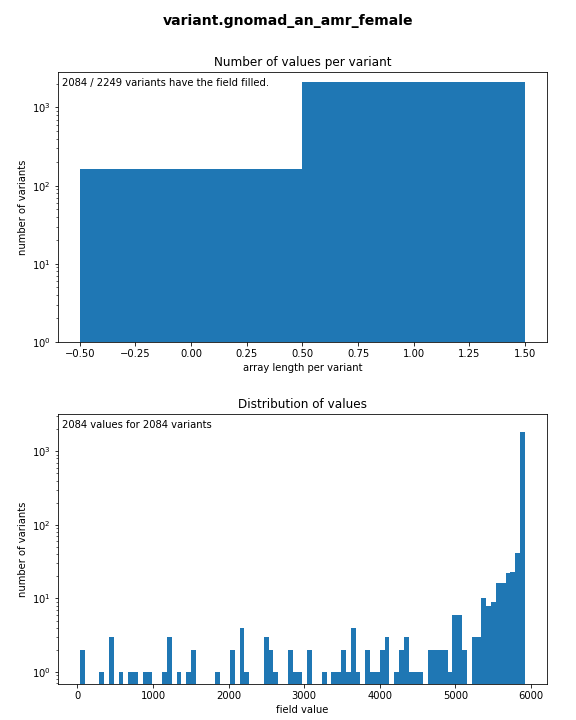 variant.gnomad_an_amr_female
Number of values per variant
2084 / 2249 variants have the field filled.
number of variants
10³
10²
10¹
10⁰
−0.50 −0.25 0.00 0.25 0.50 0.75 1.00 1.25 1.50
array length per variant
Distribution of values
2084 values for 2084 variants
number of variants
10³
10²
10¹
10⁰
0 1000 2000 3000 4000 5000 6000
field value